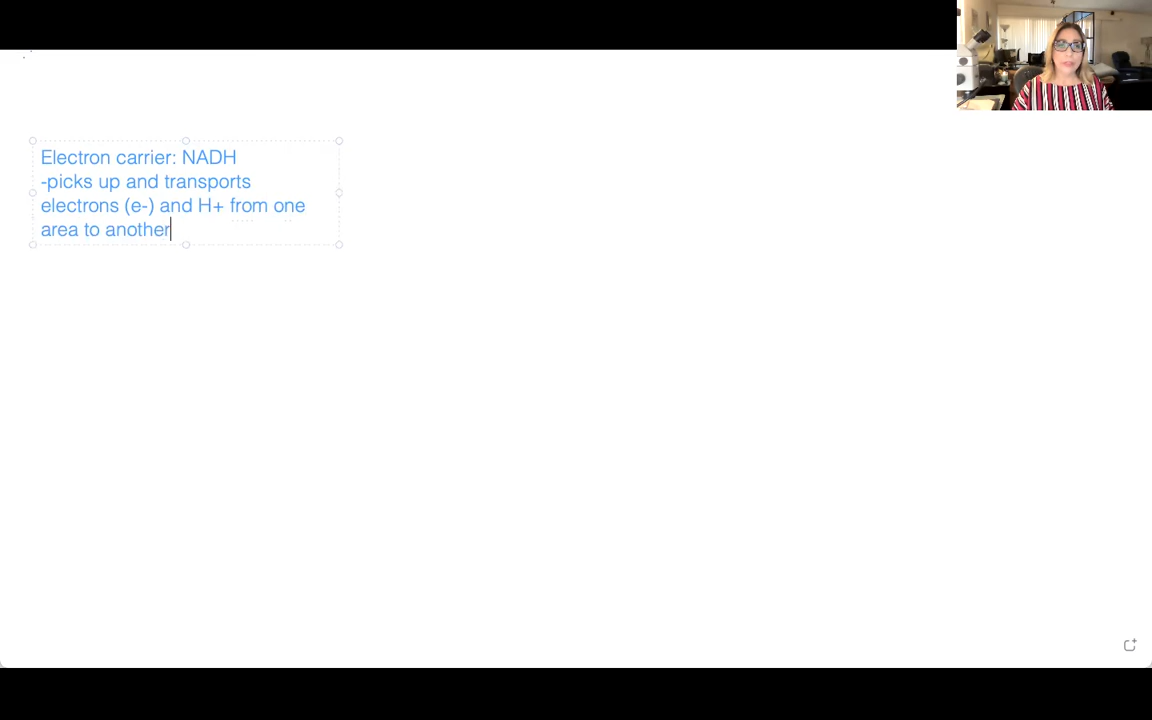 Electron carrier: NADH
-picks up and transports
electrons (e-) and H+ from one
area to another